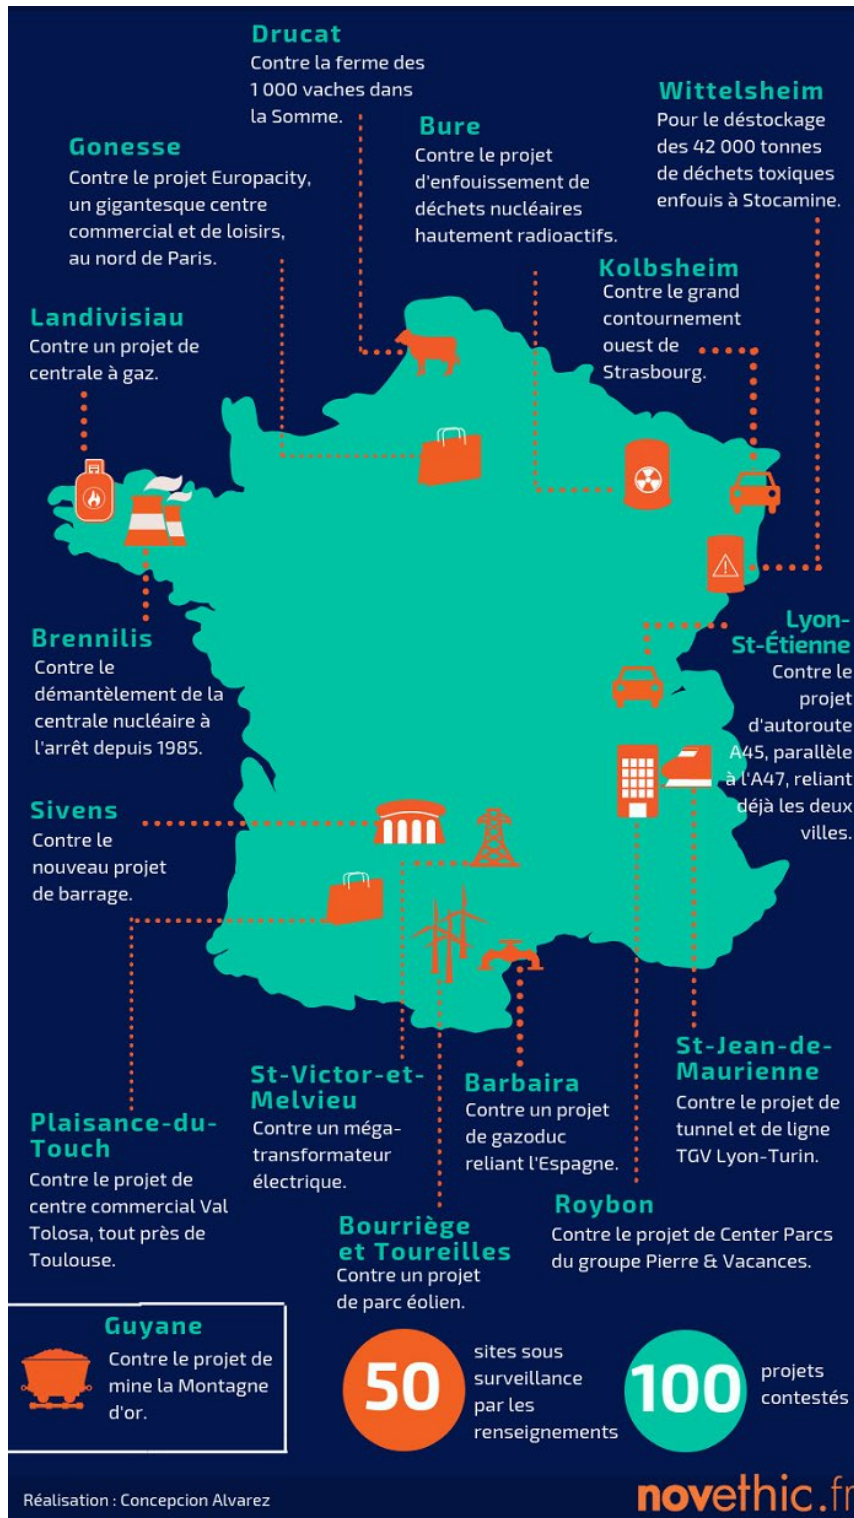 Drucat
Contre la ferme des
1 000 vaches dans
la Somme.
Wittelsheim
Pour le déstockage
des 42 000 tonnes
de déchets toxiques
enfouis à Stocamine.
Bure
Contre le projet
d'enfouissement de
déchets nucléaires
hautement radioactifs.
Gonesse
Contre le projet Europacity,
un gigantesque centre
commercial et de loisirs,
au nord de Paris.
Kolbsheim
Contre le grand
contournement
ouest de
Strasbourg.
Landivisiau
Contre un projet de
centrale à gaz.
Brennilis
Contre le
démantèlement de la
centrale nucléaire à
l'arrêt depuis 1985.
Lyon-
St-Étienne
Contre le
projet
d'autoroute
A45, parallèle
à l'A47, reliant
déjà les deux
villes.
Sivens
Contre le
nouveau projet
de barrage.
St-Victor-et-
Melvieu
Contre un méga-
transformateur
électrique.
Barbaira
Contre un projet
de gazoduc
reliant l'Espagne.
St-Jean-de-
Maurienne
Contre le projet de
tunnel et de ligne
TGV Lyon-Turin.
Plaisance-du-
Touch
Contre le projet de
centre commercial Val
Tolosa, tout près de
Toulouse.
Bourriège
et Toureilles
Contre un projet
de parc éolien.
Roybon
Contre le projet de Center Parcs
du groupe Pierre & Vacances.
Guyane
Contre le projet de
mine la Montagne
d'or.
50
sites sous
surveillance
par les
renseignements
100
projets
contestés
Réalisation : Concepcion Alvarez
novethic.fr